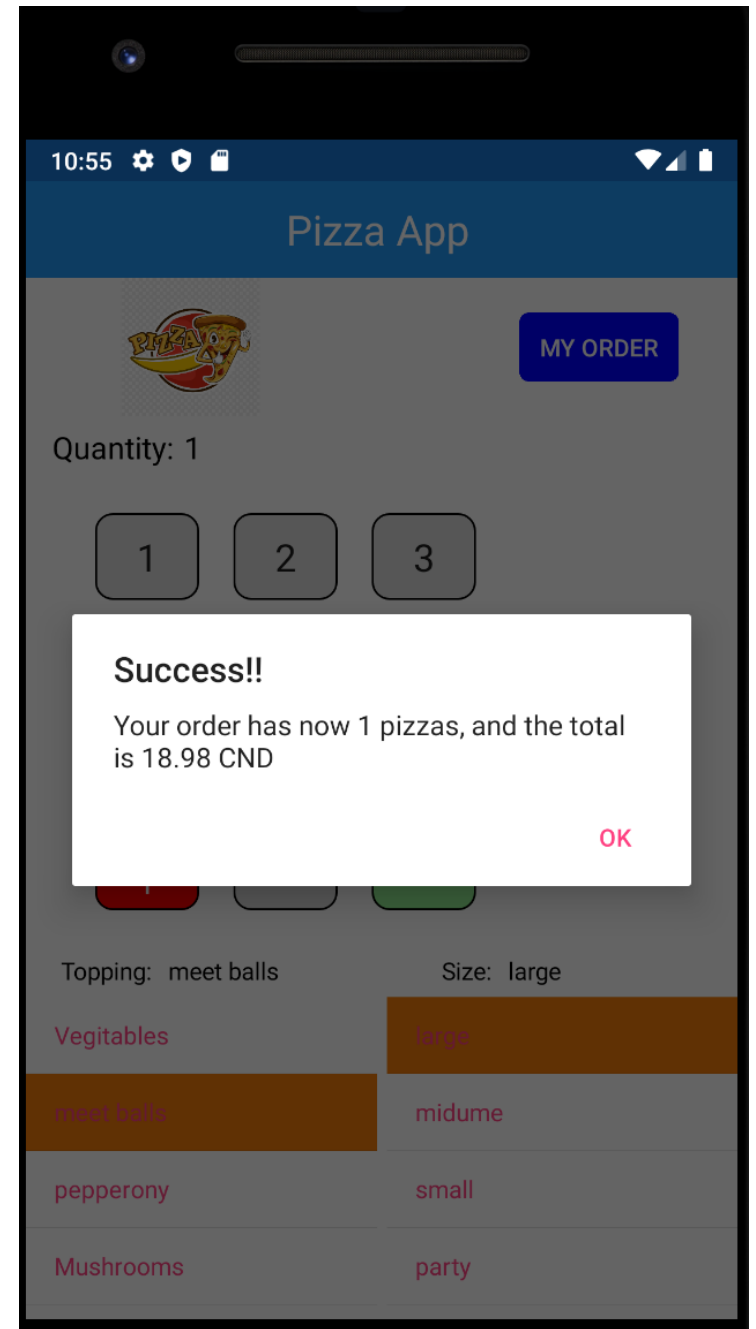 10:55
Pizza App
PIZZA
MY ORDER
Quantity: 1
1 2 3
Success!!
Your order has now 1 pizzas, and the total
is 18.98 CND
OK
Topping: meet balls Size: large
Vegitables large
meet balls midume
pepperony small
Mushrooms party